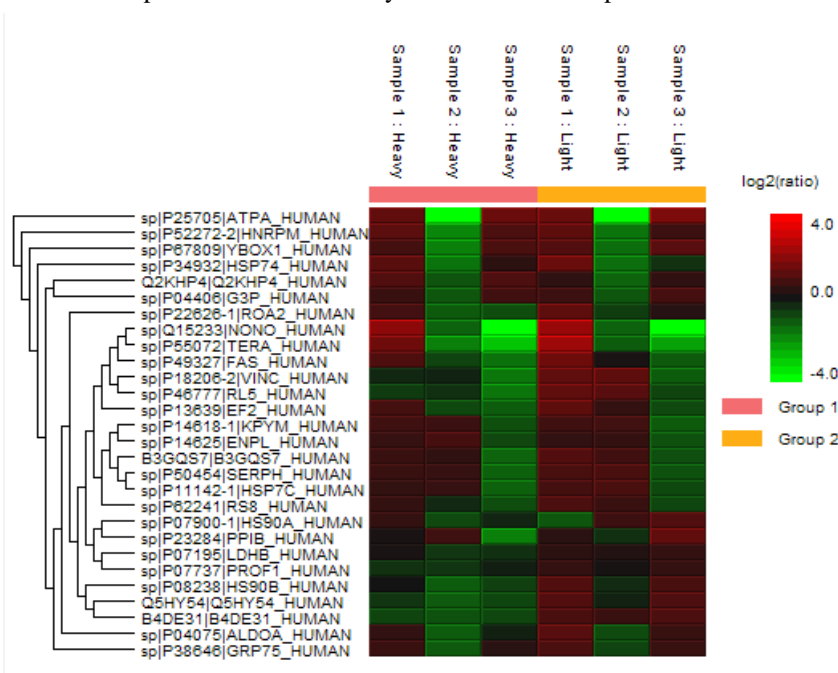 Sample 1 : Heavy
Sample 2 : Heavy
Sample 3 : Heavy
Sample 1 : Light
Sample 2 : Light
Sample 3 : Light
log2(ratio)
4.0
0.0
-4.0
Group 1
Group 2
sp|P25705|ATPA_HUMAN
sp|P52272-2|HNRPM_HUMAN
sp|P67809|YBOX1_HUMAN
sp|P34932|HSP74_HUMAN
Q2KHP4|Q2KHP4_HUMAN
sp|P04406|G3P_HUMAN
sp|P22626-1|ROA2_HUMAN
sp|Q15233|NONO_HUMAN
sp|P55072|TERA_HUMAN
sp|P49327|FAS_HUMAN
sp|P18206-2|VINC_HUMAN
sp|P46777|RL5_HUMAN
sp|P13639|EF2_HUMAN
sp|P14618-1|KPYM_HUMAN
sp|P14625|ENPL_HUMAN
B3GQS7|B3GQS7_HUMAN
sp|P50454|SERPH_HUMAN
sp|P11142-1|HSP7C_HUMAN
sp|P62241|RS8_HUMAN
sp|P07900-1|HS90A_HUMAN
sp|P23284|PPIB_HUMAN
sp|P07195|LDHB_HUMAN
sp|P07737|PROF1_HUMAN
sp|P08238|HS90B_HUMAN
Q5HY54|Q5HY54_HUMAN
B4DE31|B4DE31_HUMAN
sp|P04075|ALDOA_HUMAN
sp|P38646|GRP75_HUMAN